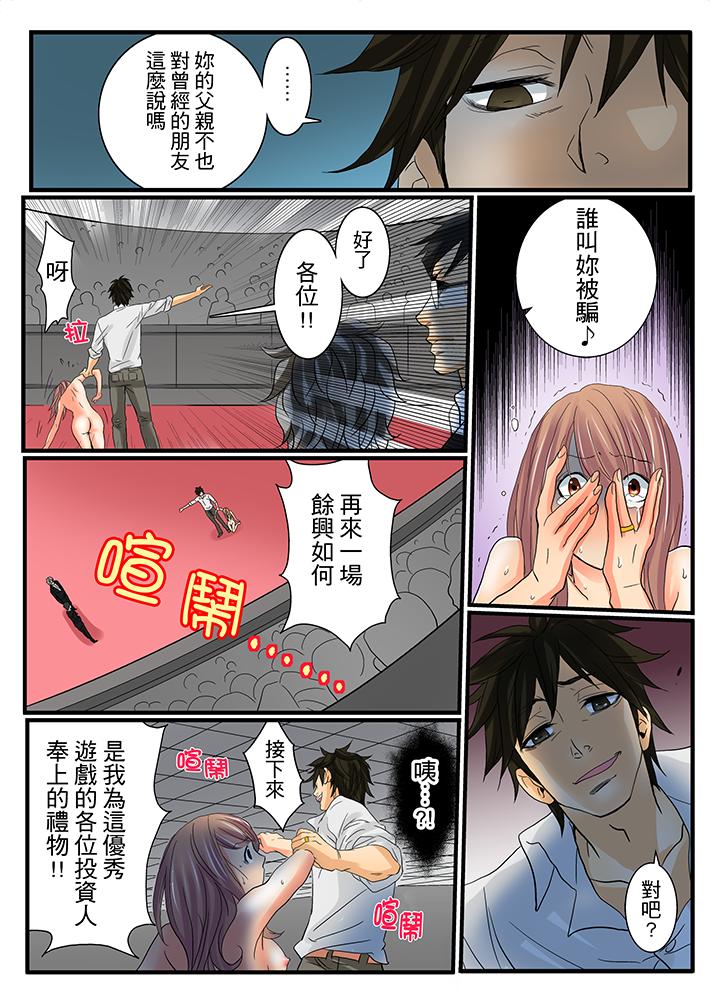 ……
妳的父親不也
對曾經的朋友
這麼說嗎
誰叫妳被騙♪
好了
各位!!
呀
拉
對吧?
再來一場
餘興如何
喧鬧……
咦…?!
接下來
喧鬧
是我為這優秀
遊戲的各位投資人
奉上的禮物!!
喧鬧